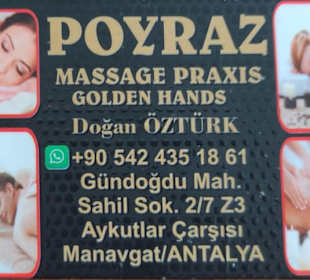 POYRAZ
MASSAGE PRAXIS
GOLDEN HANDS
Doğan ÖZTÜRK
+90 542 435 18 61
Gündoğdu Mah.
Sahil Sok. 2/7 Z3
Aykutlar Çarşısı
Manavgat/ANTALYA